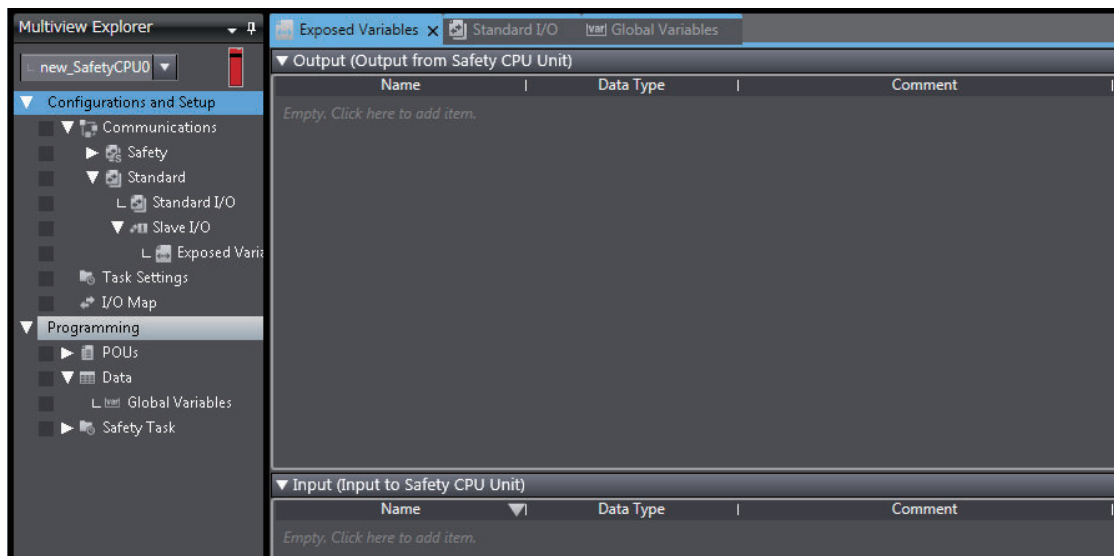 Multiview Explorer
new_SafetyCPU0
Configurations and Setup
Communications
Safety
Standard
Standard I/O
Slave I/O
Exposed Varia
Task Settings
I/O Map
Programming
POUs
Data
Global Variables
Safety Task
Exposed Variables Standard I/O Global Variables
Output (Output from Safety CPU Unit)
Name Data Type Comment
Empty. Click here to add item.
Input (Input to Safety CPU Unit)
Name Data Type Comment
Empty. Click here to add item.